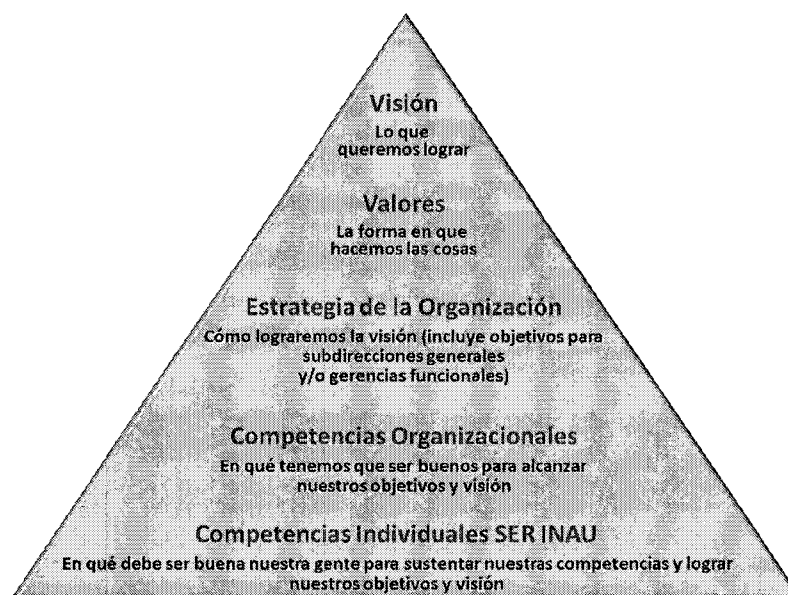 Visión
Lo que
queremos lograr
Valores
La forma en que
hacemos las cosas
Estrategia de la Organización
Cómo lograremos la visión (incluye objetivos para
subdirecciones generales
y/o gerencias funcionales)
Competencias Organizacionales
En qué tenemos que ser buenos para alcanzar
nuestros objetivos y visión
Competencias Individuales SER INAU
En qué debe ser buena nuestra gente para sustentar nuestras competencias y lograr
nuestros objetivos y visión